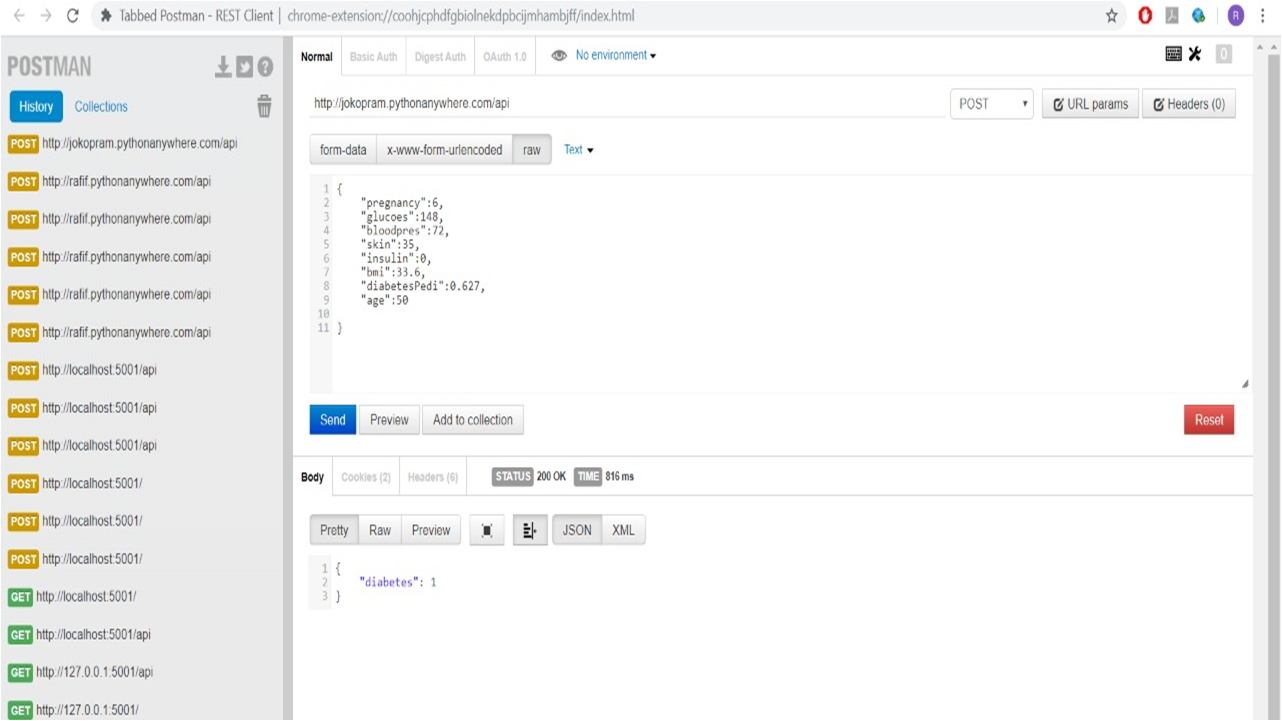 Tabbed Postman - REST Client | chrome-extension://coohjcphdfgbiolnekdpbcijmhambjff/index.html
R
POSTMAN
History Collections
POST http://jokopram.pythonanywhere.com/api
POST http://rafif.pythonanywhere.com/api
POST http://rafif.pythonanywhere.com/api
POST http://rafif.pythonanywhere.com/api
POST http://rafif.pythonanywhere.com/api
POST http://rafif.pythonanywhere.com/api
POST http://localhost:5001/api
POST http://localhost:5001/api
POST http://localhost:5001/api
POST http://localhost:5001/
POST http://localhost:5001/
POST http://localhost:5001/
GET http://localhost:5001/
GET http://localhost:5001/api
GET http://127.0.0.1:5001/api
GET http://127.0.0.1:5001/
Normal Basic Auth Digest Auth OAuth 1.0 No environment 0
http://jokopram.pythonanywhere.com/api POST URL params Headers (0)
form-data x-www-form-urlencoded raw Text
1 {
2 "pregnancy":6,
3 "glucoes":148,
4 "bloodpres":72,
5 "skin":35,
6 "insulin":0,
7 "bmi":33.6,
8 "diabetesPedi":0.627,
9 "age":50
10
11 }
Send Preview Add to collection Reset
Body Cookies (2) Headers (6) STATUS 200 OK TIME 816 ms
Pretty Raw Preview JSON XML
1 {
2 "diabetes": 1
3 }